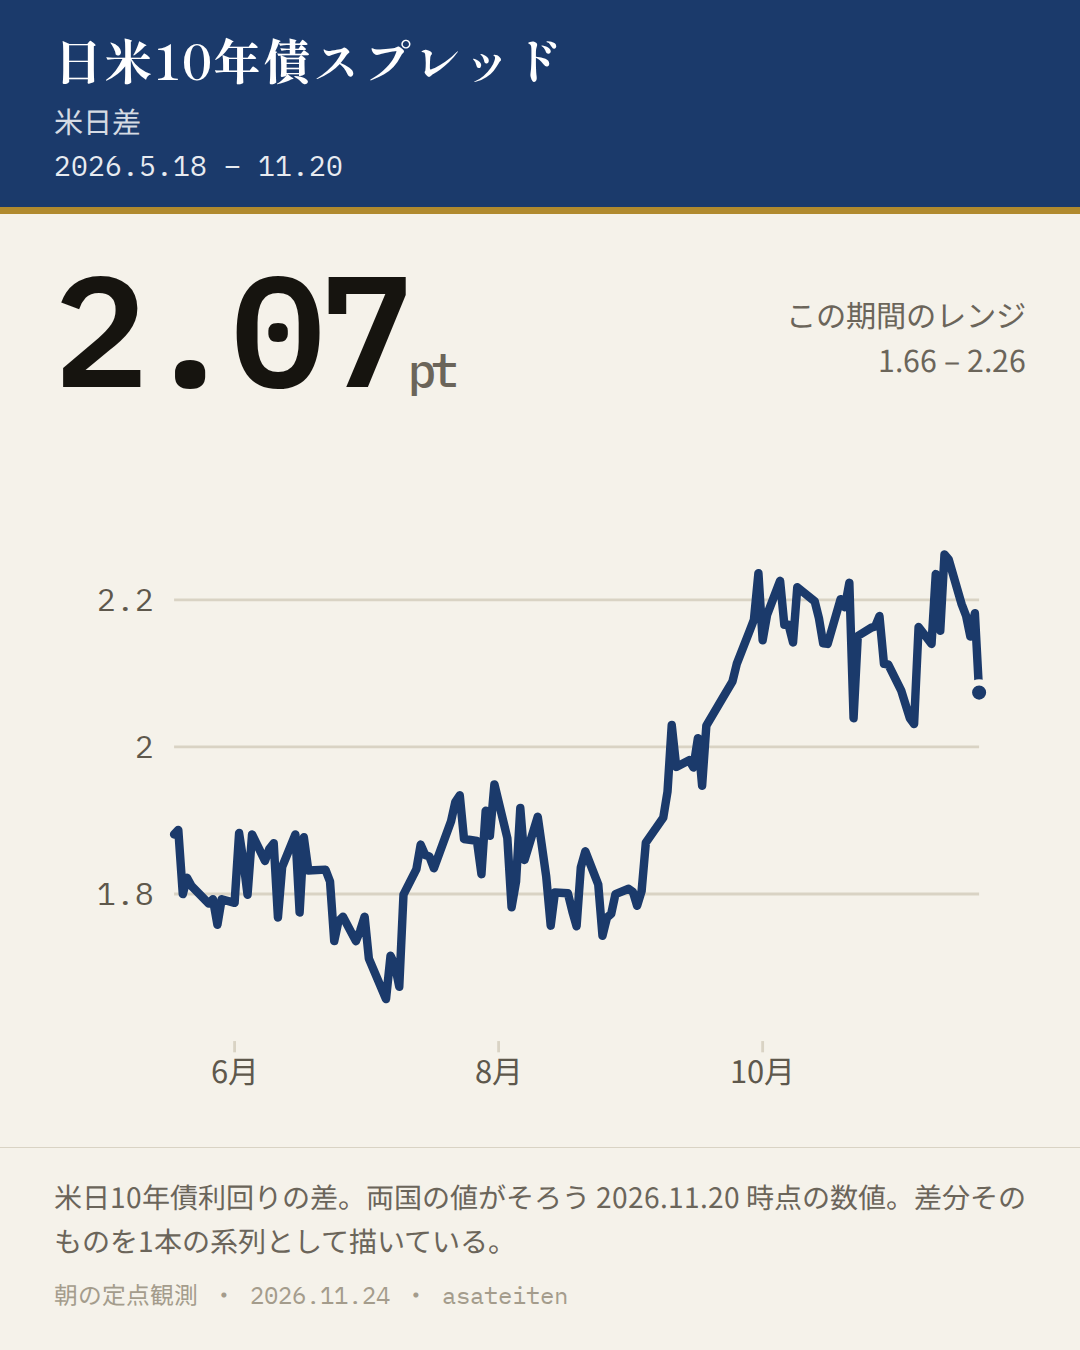 日米10年債スプレッド
米日差
2026.5.18 – 11.20
2.07pt
この期間のレンジ
1.66 – 2.26
2.2
2
1.8
6月 8月 10月
米日10年債利回りの差。両国の値がそろう 2026.11.20 時点の数値。差分その
ものを1本の系列として描いている。
朝の定点観測 ・ 2026.11.24 ・ asateiten